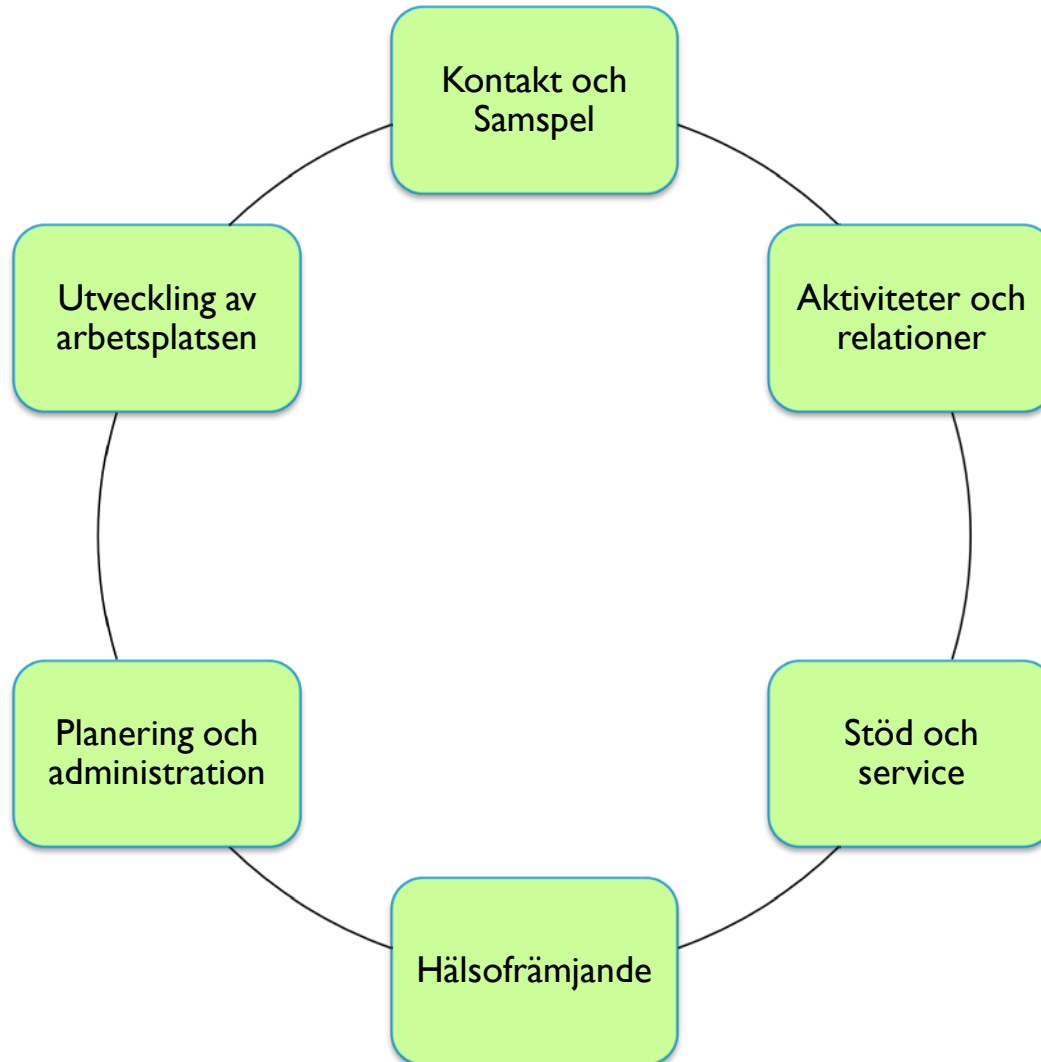 Kontakt och
Samspel
Aktiviteter och
relationer
Stöd och
service
Hälsofrämjande
Planering och
administration
Utveckling av
arbetsplatsen